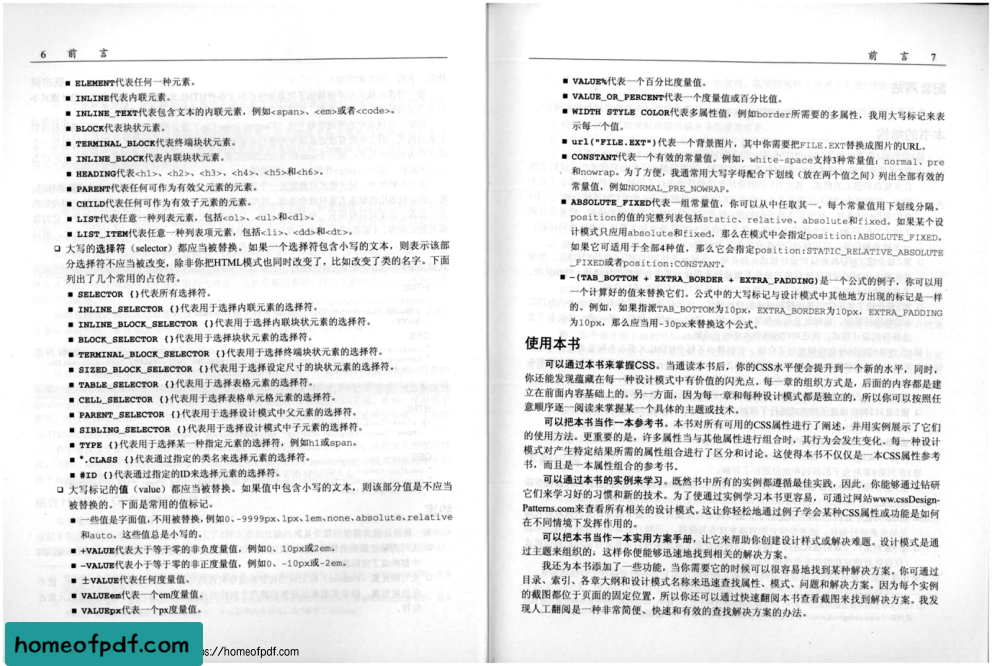 6 前 言
■ ELEMENT代表任何一种元素。
■ INLINE代表内联元素。
■ INLINE_TEXT代表包含文本的内联元素，例如<span>、<em>或者<code>。
■ BLOCK代表块状元素。
■ TERMINAL_BLOCK代表终端块状元素。
■ INLINE_BLOCK代表内联块状元素。
■ HEADING代表<h1>、<h2>、<h3>、<h4>、<h5>和<h6>。
■ PARENT代表任何可作为有效父元素的元素。
■ CHILD代表任何可作为有效子元素的元素。
■ LIST代表任意一种列表元素，包括<ol>、<ul>和<dl>。
■ LIST_ITEM代表任意一种列表项元素，包括<li>、<dd>和<dt>。
❑ 大写的选择符（selector）都应当被替换。如果一个选择符包含小写的文本，则表示该部
分选择符不应当被改变，除非你把HTML模式也同时改变了，比如改变了类的名字。下面
列出了几个常用的占位符。
■ SELECTOR {}代表所有选择符。
■ INLINE_SELECTOR {}代表用于选择内联元素的选择符。
■ INLINE_BLOCK_SELECTOR {}代表用于选择内联块状元素的选择符。
■ BLOCK_SELECTOR {}代表用于选择块状元素的选择符。
■ TERMINAL_BLOCK_SELECTOR {}代表用于选择终端块状元素的选择符。
■ SIZED_BLOCK_SELECTOR {}代表用于选择设定尺寸的块状元素的选择符。
■ TABLE_SELECTOR {}代表用于选择表格元素的选择符。
■ CELL_SELECTOR {}代表用于选择表格单元格元素的选择符。
■ PARENT_SELECTOR {}代表用于选择设计模式中父元素的选择符。
■ SIBLING_SELECTOR {}代表用于选择设计模式中子元素的选择符。
■ TYPE {}代表用于选择某一种指定元素的选择符，例如h1或span。
■ *.CLASS {}代表通过指定的类名来选择元素的选择符。
■ #ID {}代表通过指定的ID来选择元素的选择符。
❑ 大写标记的值（value）都应当被替换。如果值中包含小写的文本，则该部分值是不应当
被替换的。下面是常用的值标记。
■ 一些值是字面值，不用被替换，例如0、-9999px、1px、1em、none、absolute、relative
和auto。这些值总是小写的。
■ +VALUE代表大于等于零的非负度量值，例如0、10px或2em。
■ -VALUE代表小于等于零的非正度量值，例如0、-10px或-2em。
■ ±VALUE代表任何度量值。
■ VALUEem代表一个em度量值。
■ VALUEpx代表一个px度量值。
homeofpdf.com
ps://homeofpdf.com
前 言 7
■ VALUE%代表一个百分比度量值。
■ VALUE_OR_PERCENT代表一个度量值或百分比值。
■ WIDTH STYLE COLOR代表多属性值，例如border所需要的多属性，我用大写标记来表
示每一个值。
■ url("FILE.EXT")代表一个背景图片，其中你需要把FILE.EXT替换成图片的URL。
■ CONSTANT代表一个有效的常量值。例如，white-space支持3种常量值：normal、pre
和nowrap。为了方便，我通常用大写字母配合下划线（放在两个值之间）列出全部有效的
常量值，例如NORMAL_PRE_NOWRAP。
■ ABSOLUTE_FIXED代表一组常量值，你可以从中任取其一。每个常量值用下划线分隔。
position的值的完整列表包括static、relative、absolute和fixed。如果某个设
计模式只应用absolute和fixed，那么在模式中会指定position:ABSOLUTE_FIXED。
如果它可适用于全部4种值，那么它会指定position:STATIC_RELATIVE_ABSOLUTE
_FIXED或者position:CONSTANT。
■ -(TAB_BOTTOM + EXTRA_BORDER + EXTRA_PADDING)是一个公式的例子，你可以用
一个计算好的值来替换它们。公式中的大写标记与设计模式中其他地方出现的标记是一样
的。例如，如果指派TAB_BOTTOM为10px，EXTRA_BORDER为10px，EXTRA_PADDING
为10px，那么应当用-30px来替换这个公式。
使用本书
可以通过本书来掌握CSS。当通读本书后，你的CSS水平便会提升到一个新的水平，同时，
你还能发现蕴藏在每一种设计模式中有价值的闪光点。每一章的组织方式是，后面的内容都是建
立在前面内容基础上的。另一方面，因为每一章和每种设计模式都是独立的，所以你可以按照任
意顺序逐一阅读来掌握某一个具体的主题或技术。
可以把本书当作一本参考书。本书对所有可用的CSS属性进行了阐述，并用实例展示了它们
的使用方法。更重要的是，许多属性当与其他属性进行组合时，其行为会发生变化。每一种设计
模式对产生特定结果所需的属性组合进行了区分和讨论。这使得本书不仅仅是一本CSS属性参考
书，而且是一本属性组合的参考书。
可以通过本书的实例来学习。既然书中所有的实例都遵循最佳实践，因此，你能够通过钻研
它们来学习好的习惯和新的技术。为了使通过实例学习本书更容易，可通过网站www.cssDesign-
Patterns.com来查看所有相关的设计模式。这让你轻松地通过例子学会某种CSS属性或功能是如何
在不同情境下发挥作用的。
可以把本书当作一本实用方案手册，让它来帮助你创建设计样式或解决难题。设计模式是通
过主题来组织的；这样你便能够迅速地找到相关的解决方案。
我还为本书添加了一些功能，当你需要它的时候可以很容易地找到某种解决方案。你可通过
目录、索引、各章大纲和设计模式名称来迅速查找属性、模式、问题和解决方案。因为每个实例
的截图都位于页面的固定位置，所以你还可以通过快速翻阅本书查看截图来找到解决方案。我发
现人工翻阅是一种非常简便、快速和有效的查找解决方案的办法。